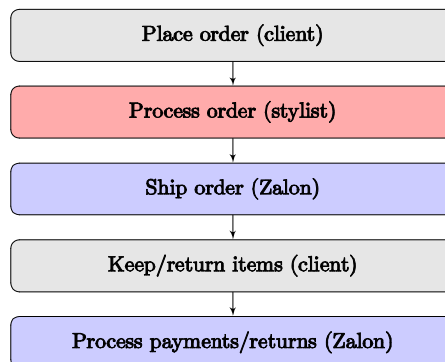 Place order (client)
Process order (stylist)
Ship order (Zalon)
Keep/return items (client)
Process payments/returns (Zalon)